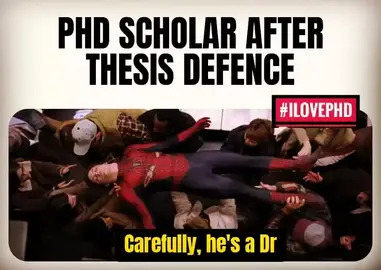 PHD SCHOLAR AFTER
THESIS DEFENCE
#ILOVEPHD
Carefully, he's a Dr